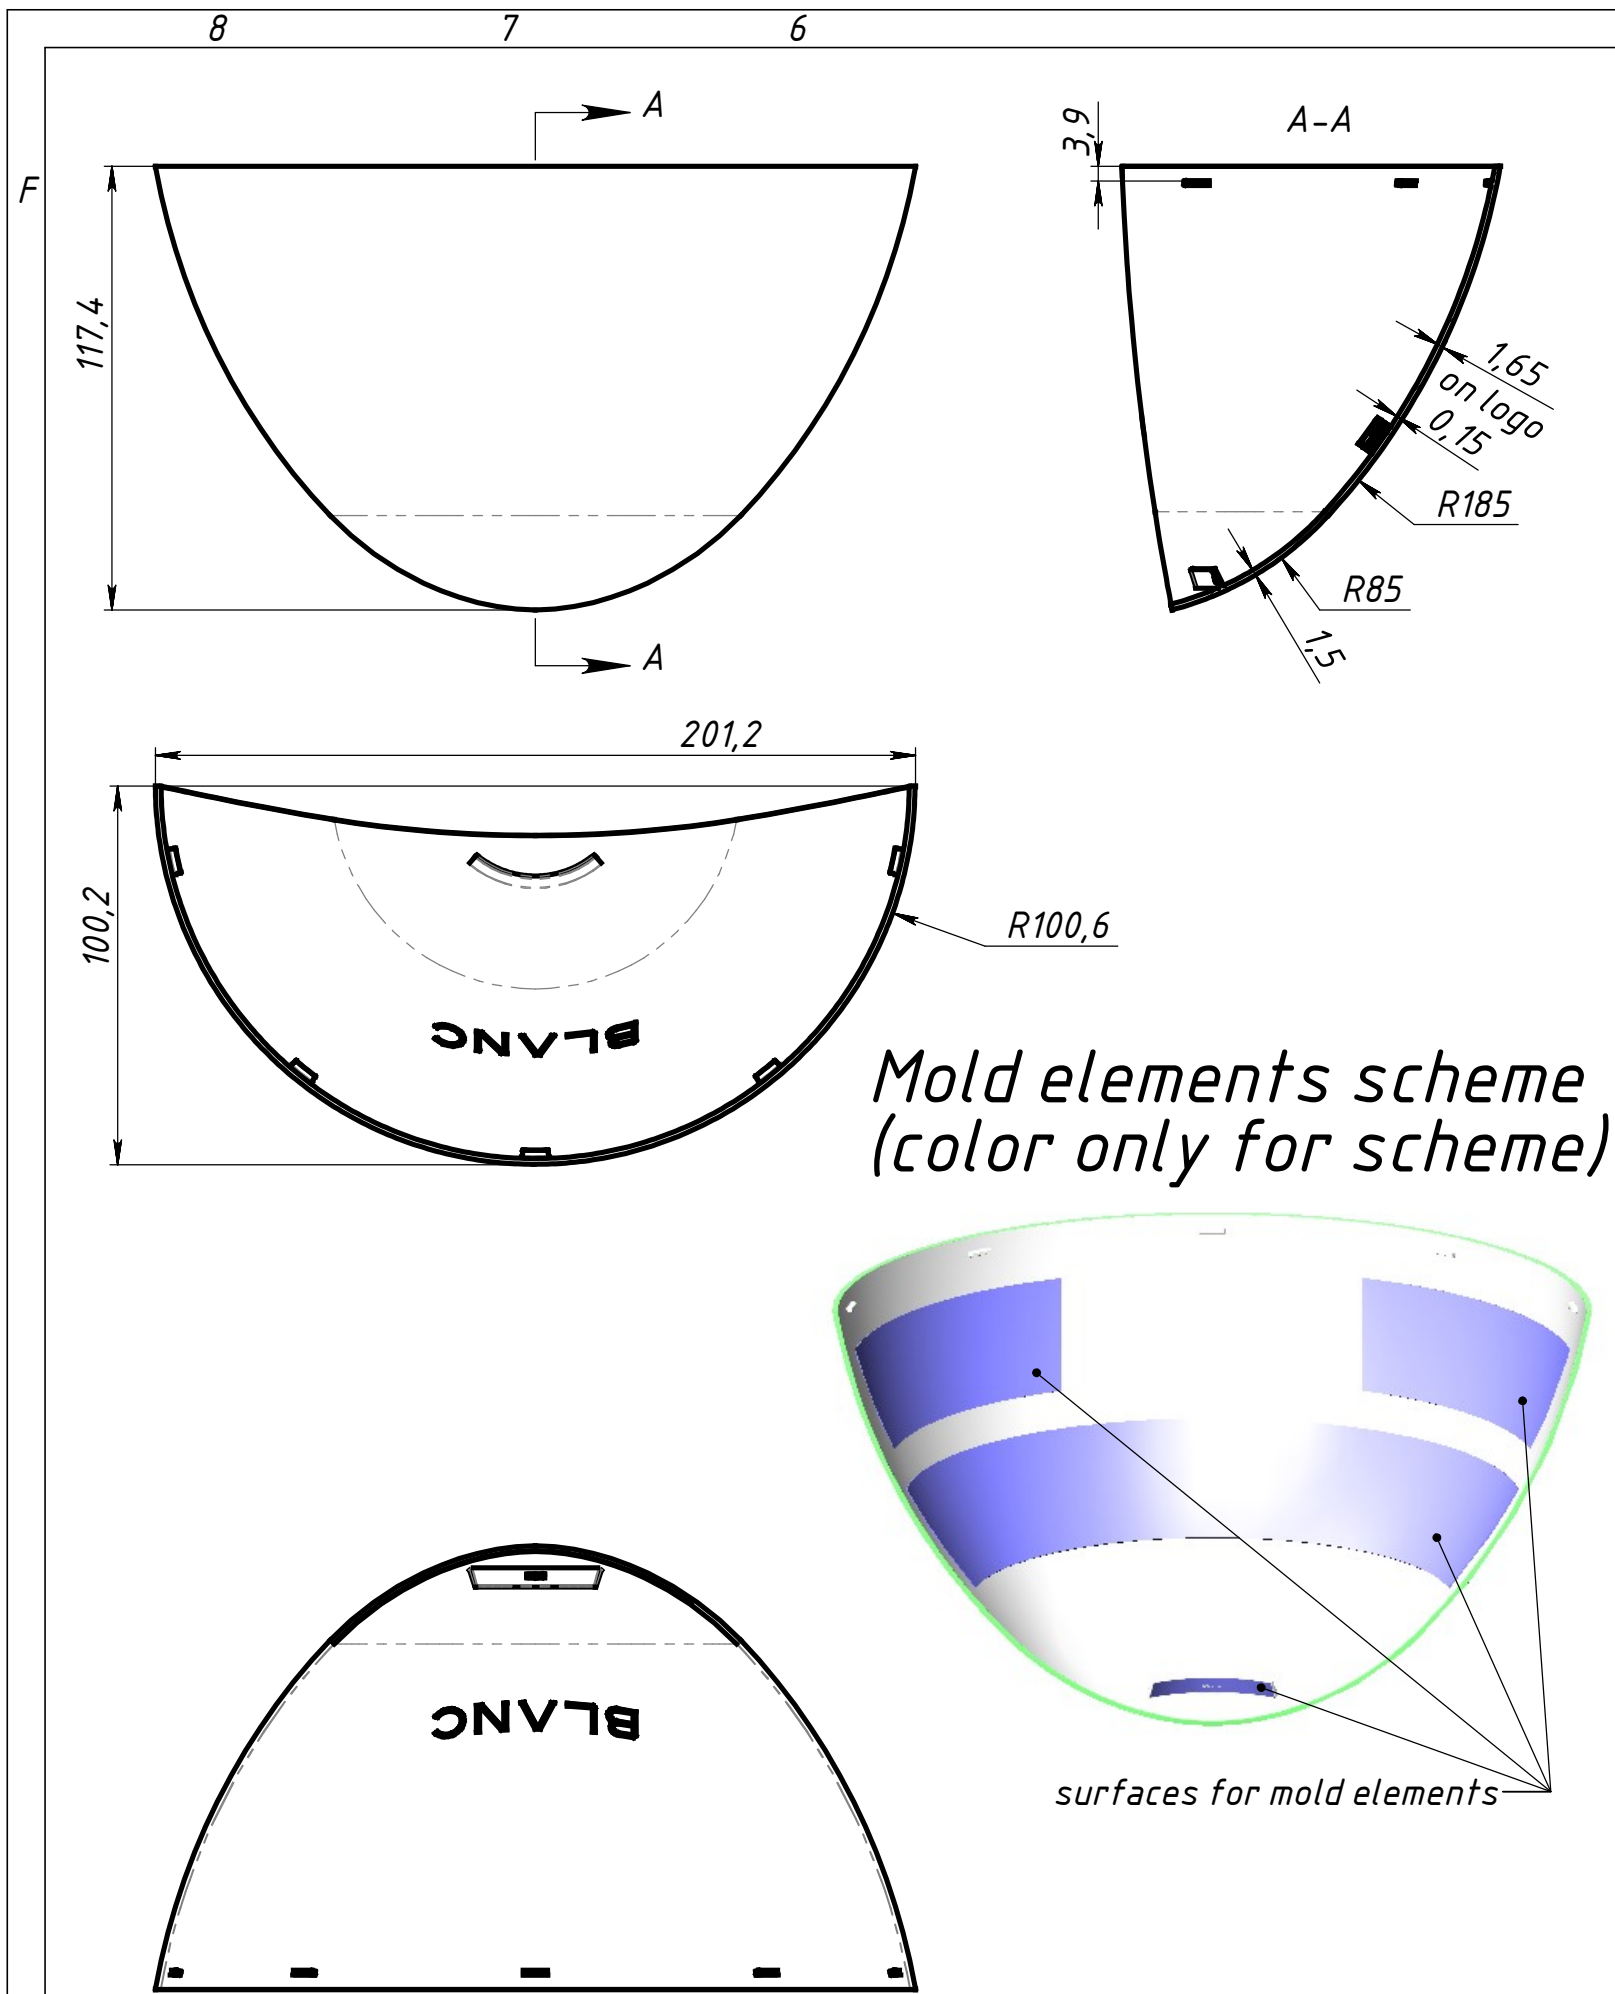 8 7 6
F
A
A-A
3,9
117,4
1,65
on logo
0,15
R185
R85
1,5
A
201,2
100,2
R100,6
BLANC
Mold elements scheme
(color only for scheme)
BLANC
surfaces for mold elements